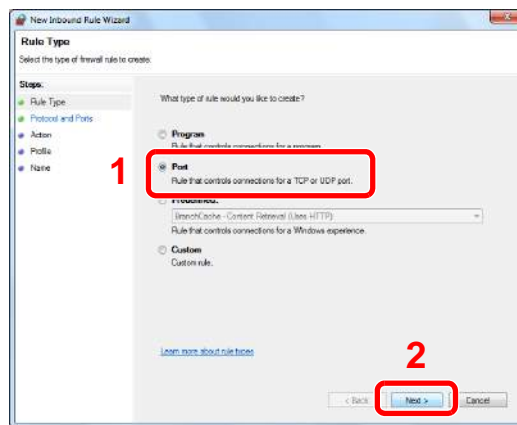 New Inbound Rule Wizard
Rule Type
Select the type of firewall rule to create.
Steps:
Rule Type
Protocol and Ports
Action
Profile
Name
What type of rule would you like to create?
Program
Rule that controls connections for a program.
1
Port
Rule that controls connections for a TCP or UDP port.
Predefined:
BranchCache - Content Retrieval (Uses HTTP)
Rule that controls connections for a Windows experience.
Custom
Custom rule.
Learn more about rule types
2
< Back
Next >
Cancel